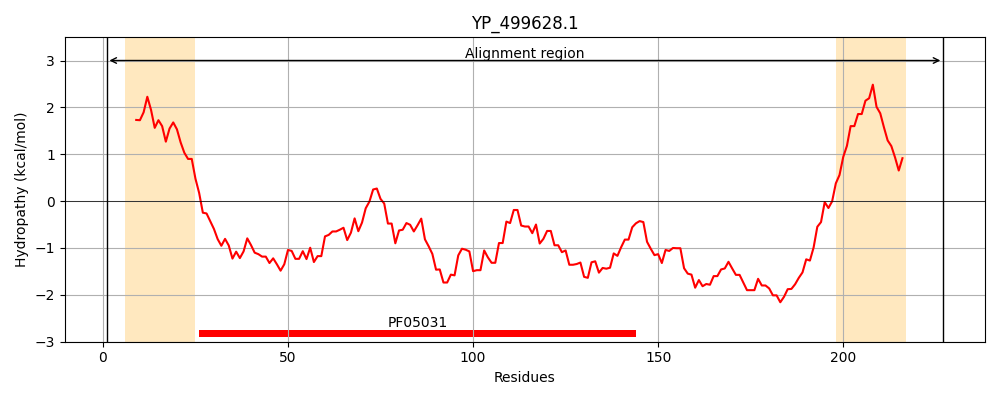 YP_499628.1
Alignment region
3
2
1
0
−1
−2
−3
Hydropathy (kcal/mol)
PF05031
0
50
100
150
200
Residues